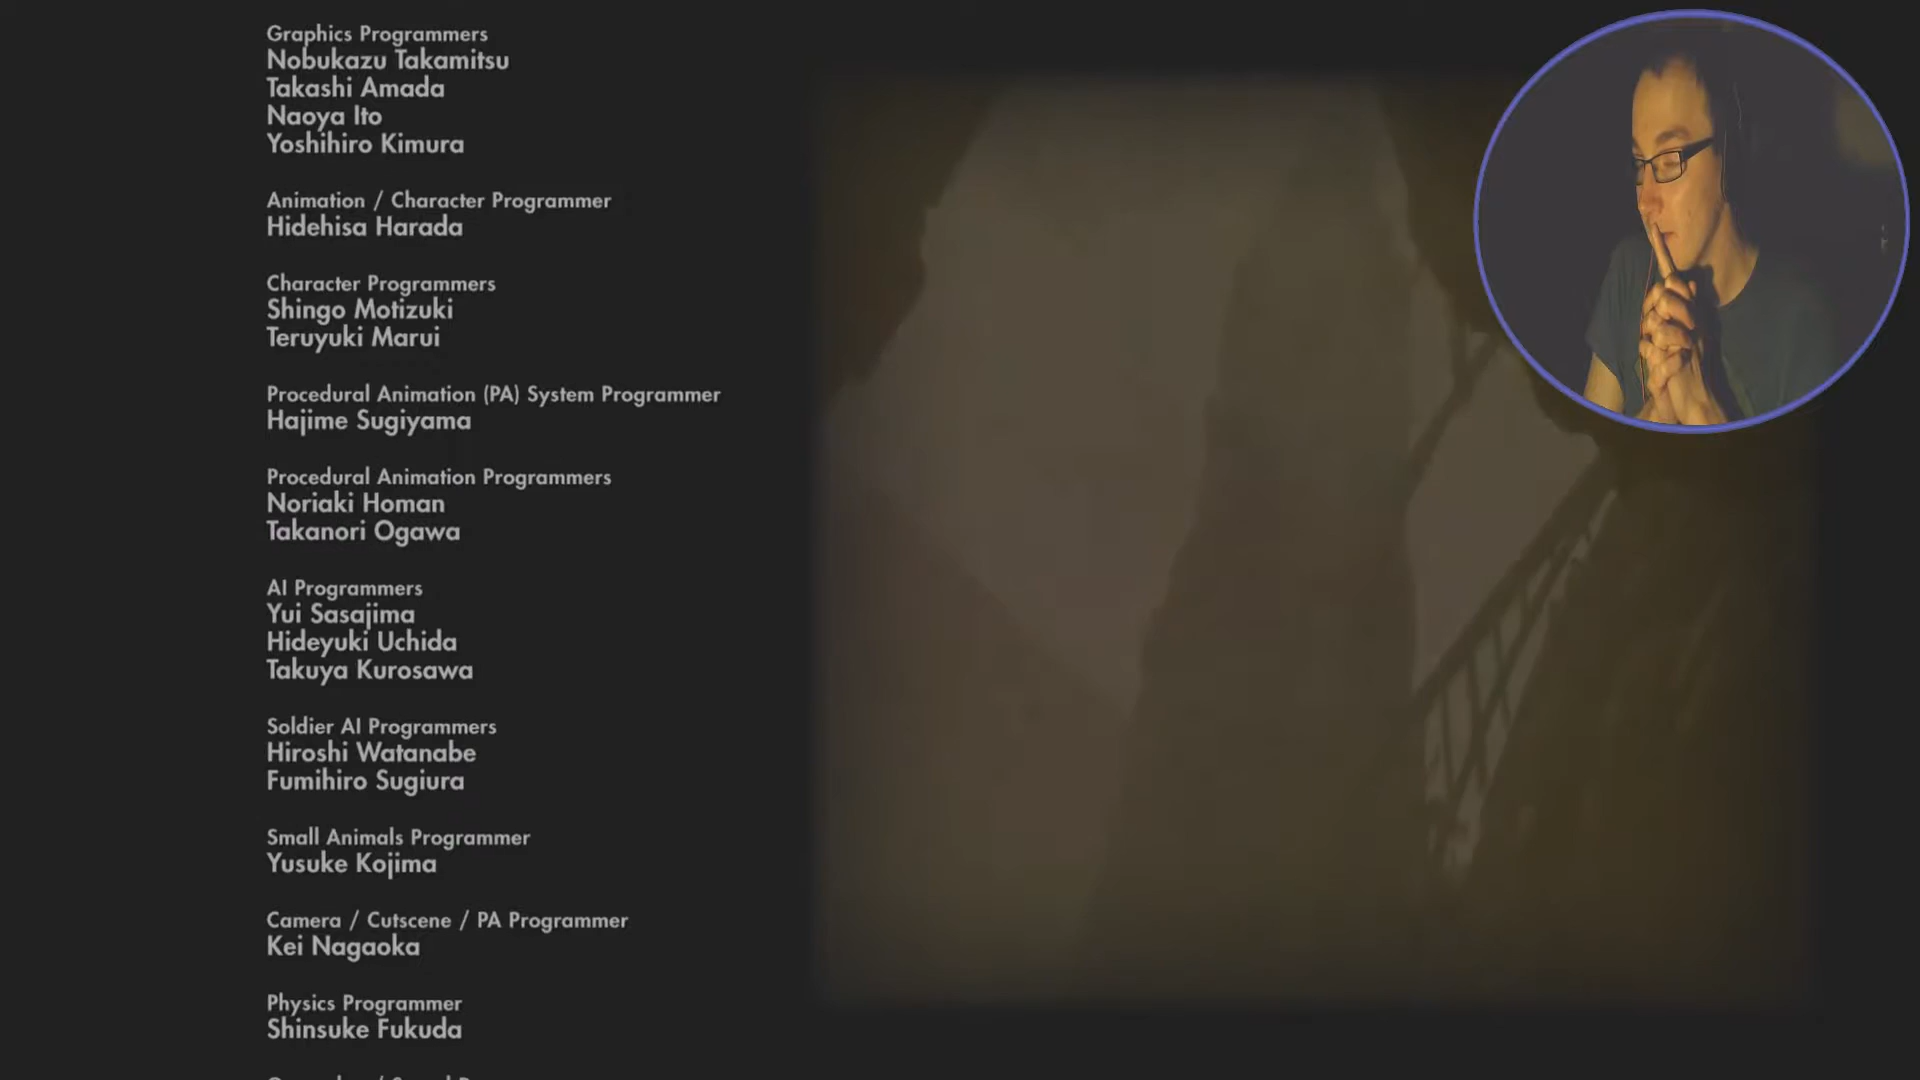 Graphics Programmers
Nobukazu Takamitsu
Takashi Amada
Naoya Ito
Yoshihiro Kimura
Animation / Character Programmer
Hidehisa Harada
Character Programmers
Shingo Motizuki
Teruyuki Marui
Procedural Animation (PA) System Programmer
Hajime Sugiyama
Procedural Animation Programmers
Noriaki Homan
Takanori Ogawa
AI Programmers
Yui Sasajima
Hideyuki Uchida
Takuya Kurosawa
Soldier AI Programmers
Hiroshi Watanabe
Fumihiro Sugiura
Small Animals Programmer
Yusuke Kojima
Camera / Cutscene / PA Programmer
Kei Nagaoka
Physics Programmer
Shinsuke Fukuda